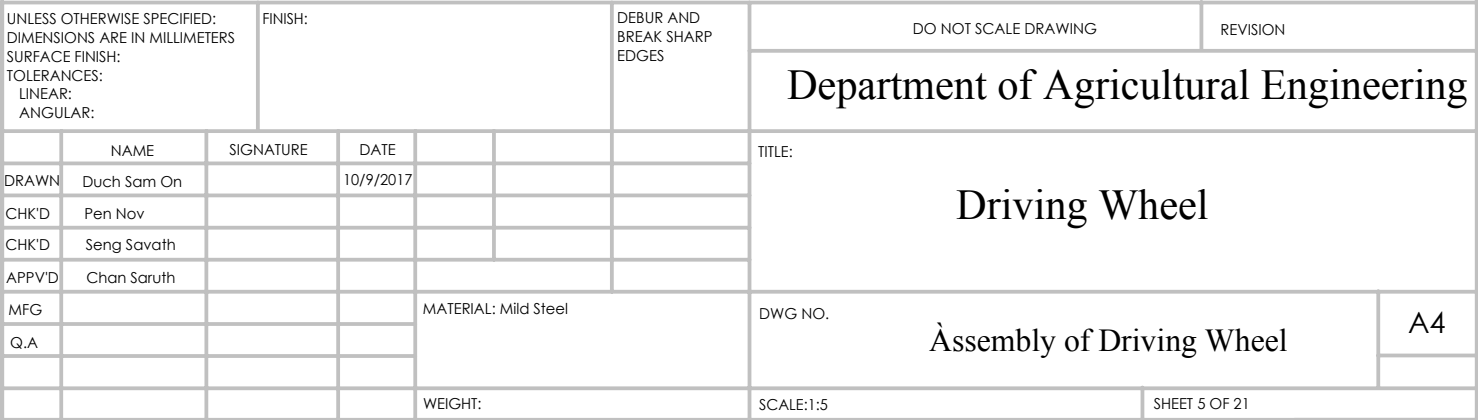 UNLESS OTHERWISE SPECIFIED:
DIMENSIONS ARE IN MILLIMETERS
SURFACE FINISH:
TOLERANCES:
LINEAR:
ANGULAR:
FINISH:
DEBUR AND
BREAK SHARP
EDGES
DO NOT SCALE DRAWING
REVISION
Department of Agricultural Engineering
NAME SIGNATURE DATE
DRAWN Duch Sam On 10/9/2017
CHK'D Pen Nov
CHK'D Seng Savath
APPV'D Chan Saruth
MFG
Q.A
MATERIAL: Mild Steel
WEIGHT:
TITLE:
Driving Wheel
DWG NO.
Àssembly of Driving Wheel
A4
SCALE:1:5
SHEET 5 OF 21